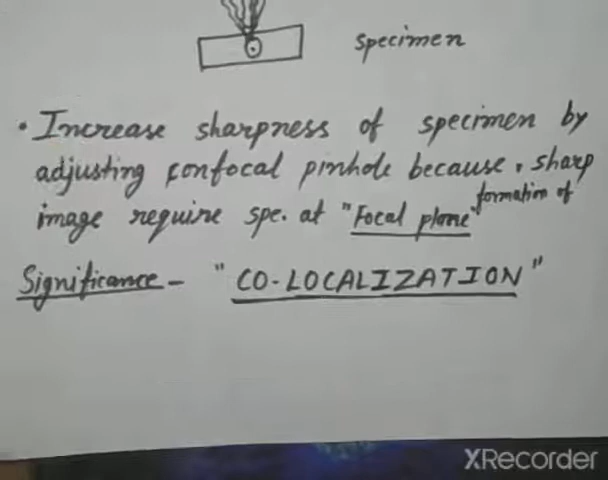 specimen
• Increase sharpness of specimen by
adjusting confocal pinhole because, sharp
formation of
image require spe. at "Focal plane"
Significance - "CO-LOCALIZATION"
XRecorder